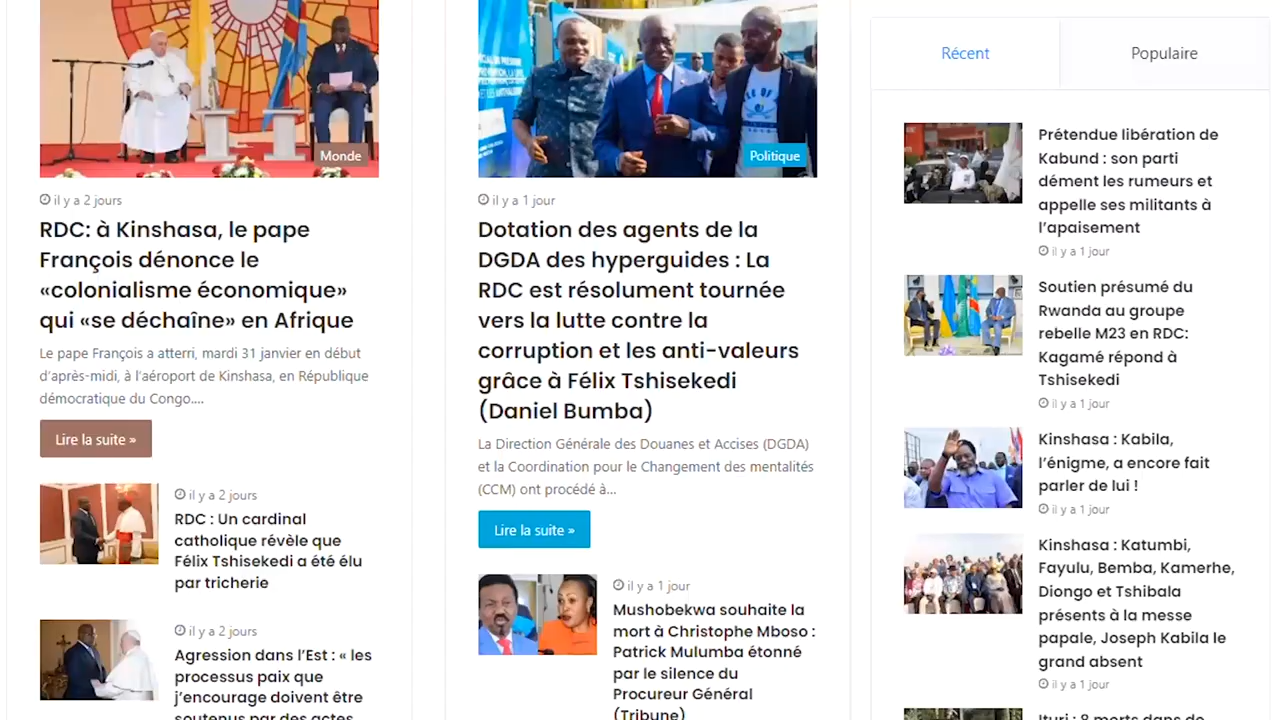 Monde
il y a 2 jours
RDC: à Kinshasa, le pape
François dénonce le
«colonialisme économique»
qui «se déchaîne» en Afrique
Le pape François a atterri, mardi 31 janvier en début
d’après-midi, à l’aéroport de Kinshasa, en République
démocratique du Congo....
Lire la suite »
il y a 2 jours
RDC : Un cardinal
catholique révèle que
Félix Tshisekedi a été élu
par tricherie
il y a 2 jours
Agression dans l’Est : « les
processus paix que
j’encourage doivent être
soutenus par des actes
Politique
il y a 1 jour
Dotation des agents de la
DGDA des hyperguides : La
RDC est résolument tournée
vers la lutte contre la
corruption et les anti-valeurs
grâce à Félix Tshisekedi
(Daniel Bumba)
La Direction Générale des Douanes et Accises (DGDA)
et la Coordination pour le Changement des mentalités
(CCM) ont procédé à...
Lire la suite »
il y a 1 jour
Mushobekwa souhaite la
mort à Christophe Mboso :
Patrick Mulumba étonné
par le silence du
Procureur Général
(Tribune)
Récent
Populaire
Prétendue libération de
Kabund : son parti
dément les rumeurs et
appelle ses militants à
l’apaisement
il y a 1 jour
Soutien présumé du
Rwanda au groupe
rebelle M23 en RDC:
Kagamé répond à
Tshisekedi
il y a 1 jour
Kinshasa : Kabila,
l’énigme, a encore fait
parler de lui !
il y a 1 jour
Kinshasa : Katumbi,
Fayulu, Bemba, Kamerhe,
Diongo et Tshibala
présents à la messe
papale, Joseph Kabila le
grand absent
il y a 1 jour
Ituri : 8 morts dans de